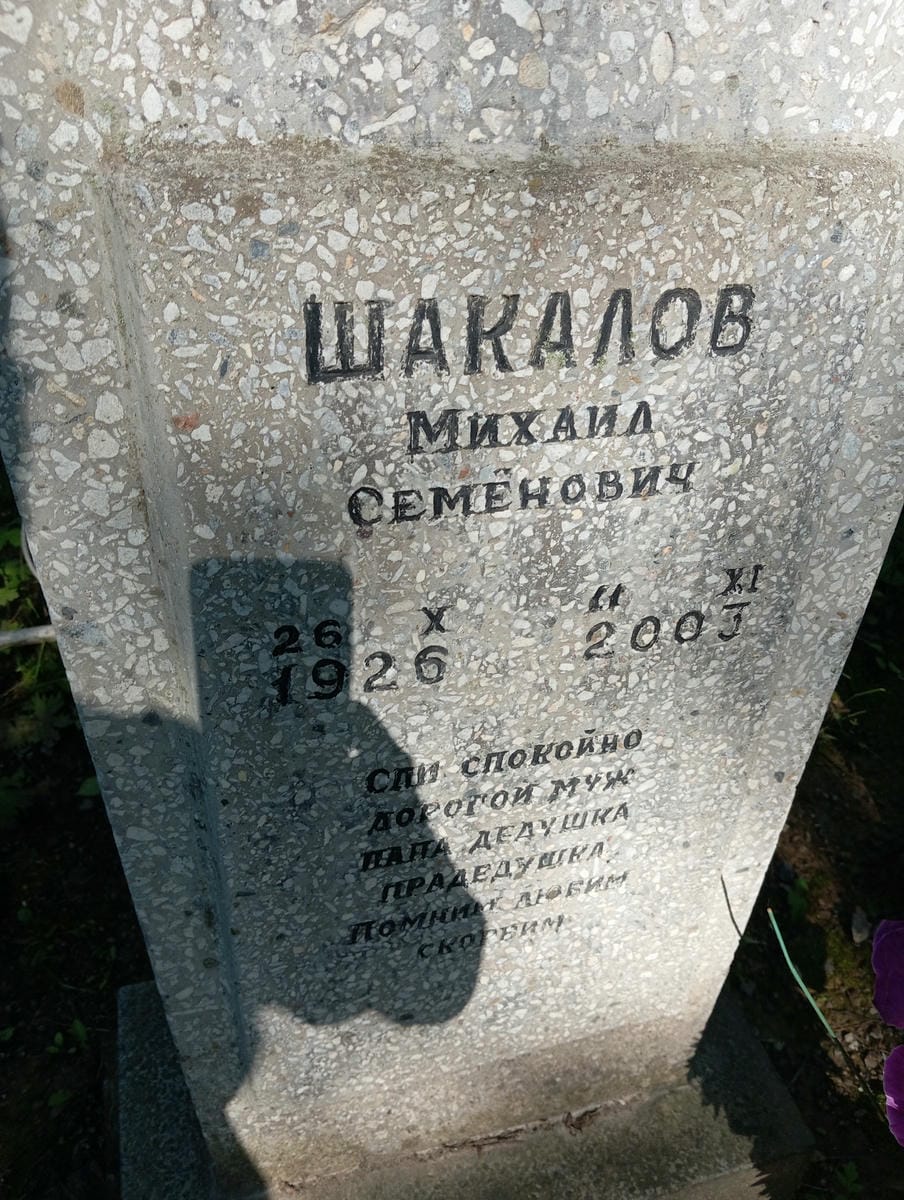 ШАКАЛОВ
МИХАИЛ
СЕМЁНОВИЧ
26 X 11 XI
1926 2003
СПИ СПОКОЙНО
ДОРОГОЙ МУЖ
ПАПА ДЕДУШКА
ПРАДЕДУШКА.
ПОМНИМ ЛЮБИМ
СКОРБИМ